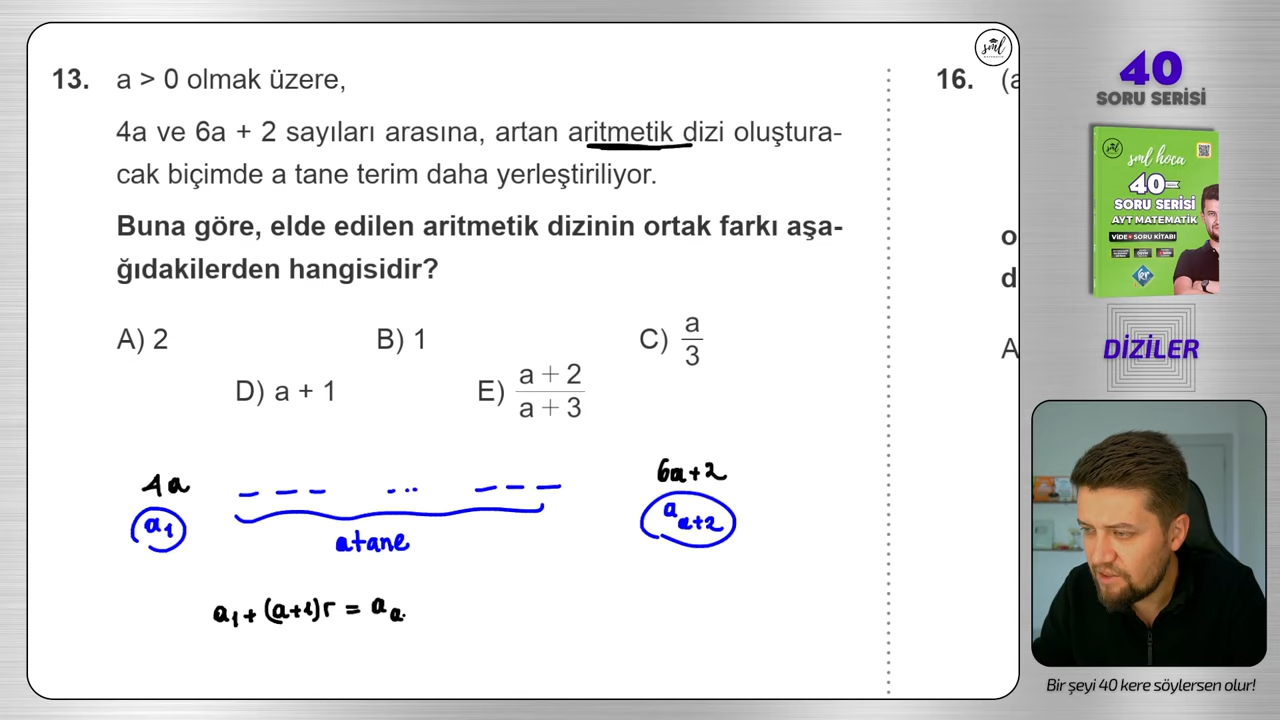 13. a > 0 olmak üzere,
4a ve 6a + 2 sayıları arasına, artan aritmetik dizi oluştura-
cak biçimde a tane terim daha yerleştiriliyor.
Buna göre, elde edilen aritmetik dizinin ortak farkı aşa-
ğıdakilerden hangisidir?
A) 2 B) 1 C) a/3
D) a + 1 E) a + 2/a + 3
4a --- ... --- 6a+2
a₁ a tane aₐ₊₂
a₁+(a+1)r = aₐ
sml
16. (a
o
d
A
40
SORU SERİSİ
sml hoca
40
SORU SERİSİ
AYT MATEMATİK
VİDEO SORU KİTABI
DİZİLER
Bir şeyi 40 kere söylersen olur!